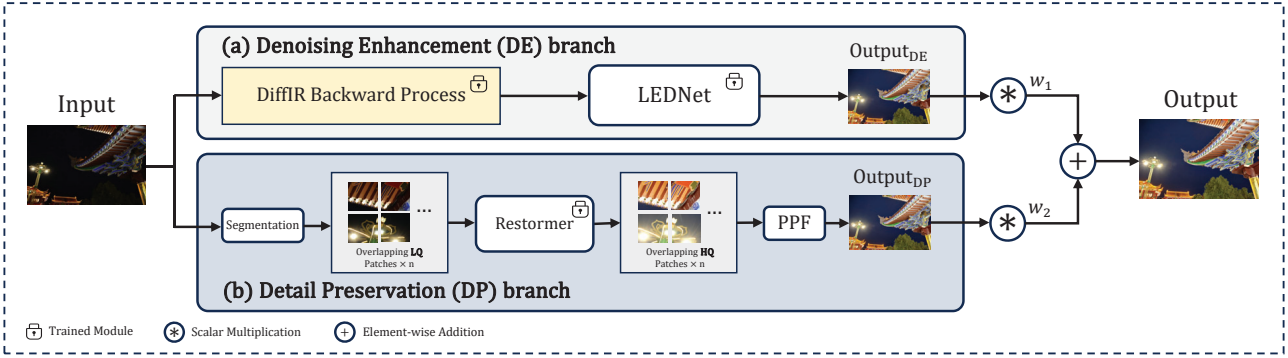 (a) Denoising Enhancement (DE) branch
Input
DiffIR Backward Process
LEDNet
Output_DE
w_1
Output
Segmentation
...
Overlapping LQ
Patches × n
Restormer
...
Overlapping HQ
Patches × n
PPF
Output_DP
w_2
(b) Detail Preservation (DP) branch
Trained Module
Scalar Multiplication
Element-wise Addition